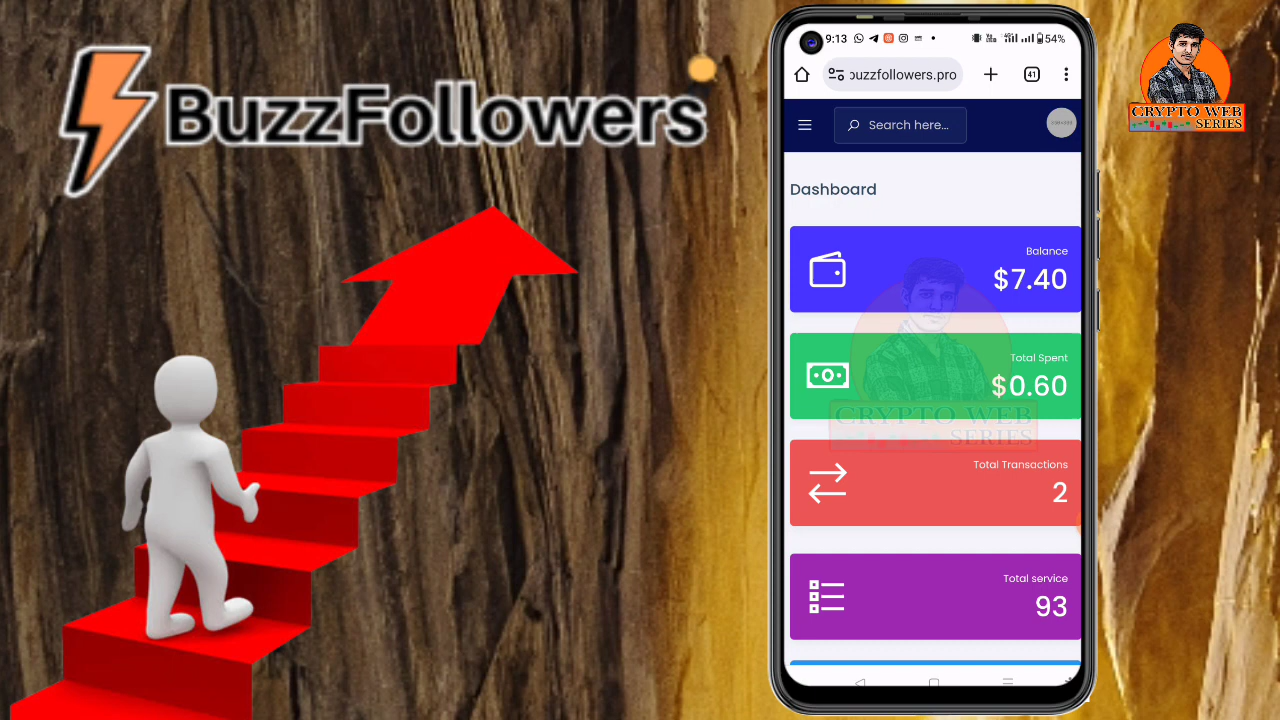 BuzzFollowers
9:13
54%
buzzfollowers.pro
41
Search here...
Dashboard
Balance
$7.40
Total Spent
$0.60
Total Transactions
2
Total service
93
CRYPTO WEB
SERIES
CRYPTO WEB
SERIES